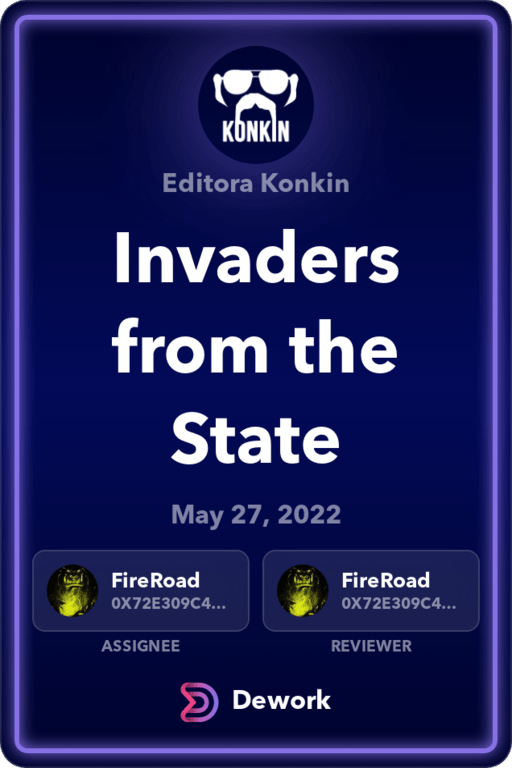 KONKIN
Editora Konkin
Invaders
from the
State
May 27, 2022
FireRoad
0X72E309C4...
ASSIGNEE
FireRoad
0X72E309C4...
REVIEWER
Dework